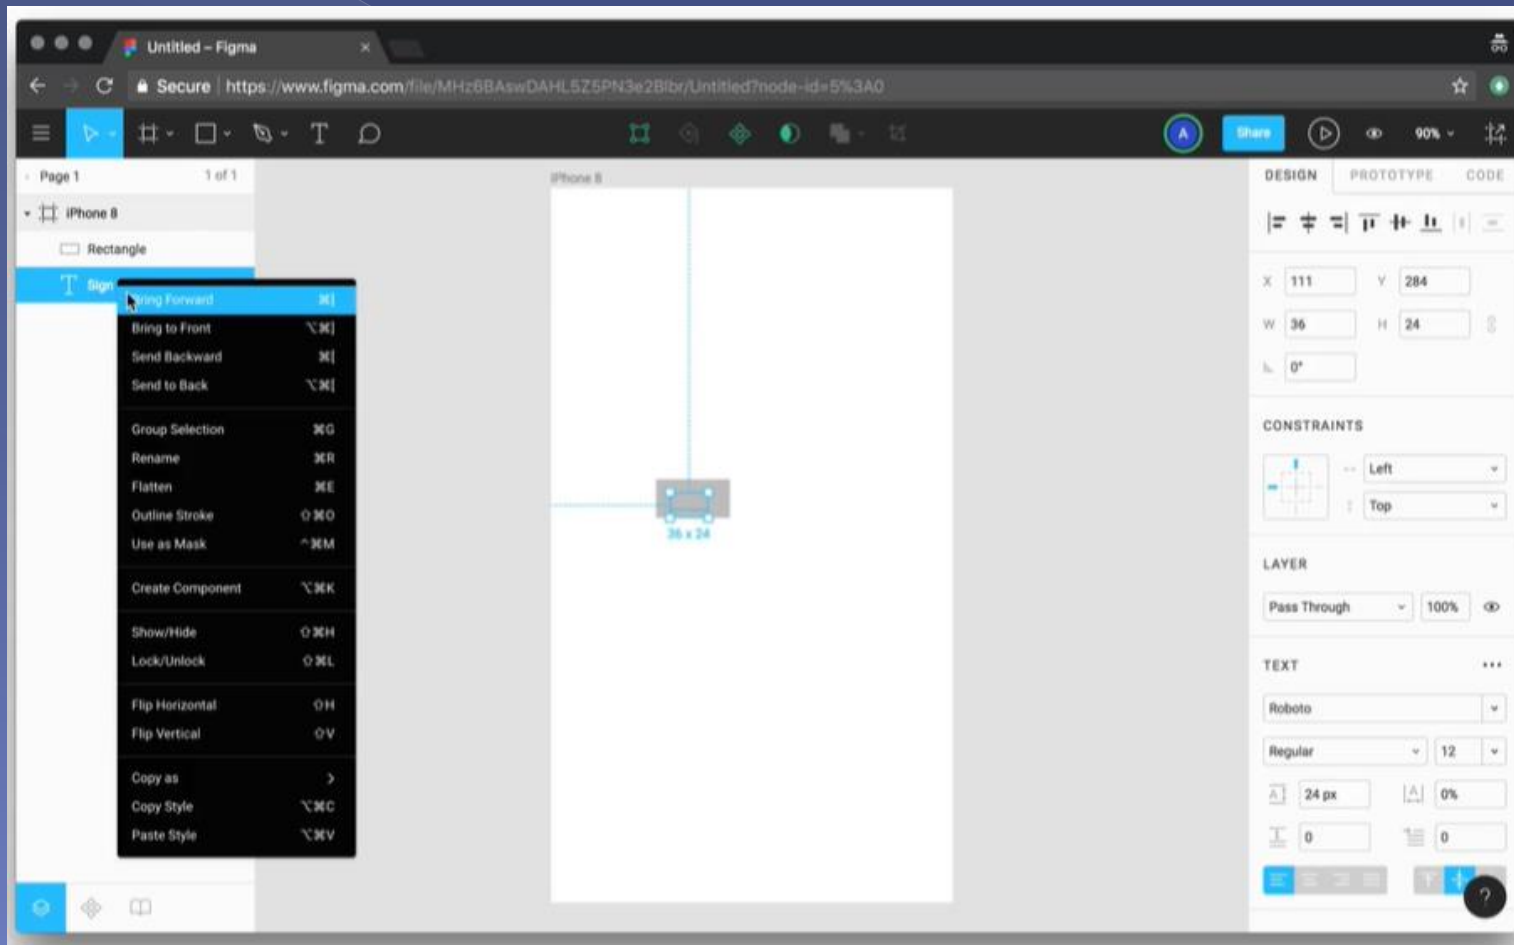 Untitled – Figma
Secure https://www.figma.com/file/MHz6BAswDAHL5Z5PN3e2Blbr/Untitled?node-id=5%3A0
A
Share
90%
Page 1
1 of 1
iPhone 8
Rectangle
Sign
Bring Forward ⌘]
Bring to Front ⌥⌘]
Send Backward ⌘[
Send to Back ⌥⌘[
Group Selection ⌘G
Rename ⌘R
Flatten ⌘E
Outline Stroke ⇧⌘O
Use as Mask ^⌘M
Create Component ⌥⌘K
Show/Hide ⇧⌘H
Lock/Unlock ⇧⌘L
Flip Horizontal ⇧H
Flip Vertical ⇧V
Copy as
Copy Style ⌥⌘C
Paste Style ⌥⌘V
iPhone 8
36 x 24
DESIGN PROTOTYPE CODE
X 111 Y 284
W 36 H 24
0°
CONSTRAINTS
Left
Top
LAYER
Pass Through 100%
TEXT
Roboto
Regular 12
24 px 0%
0 0
?